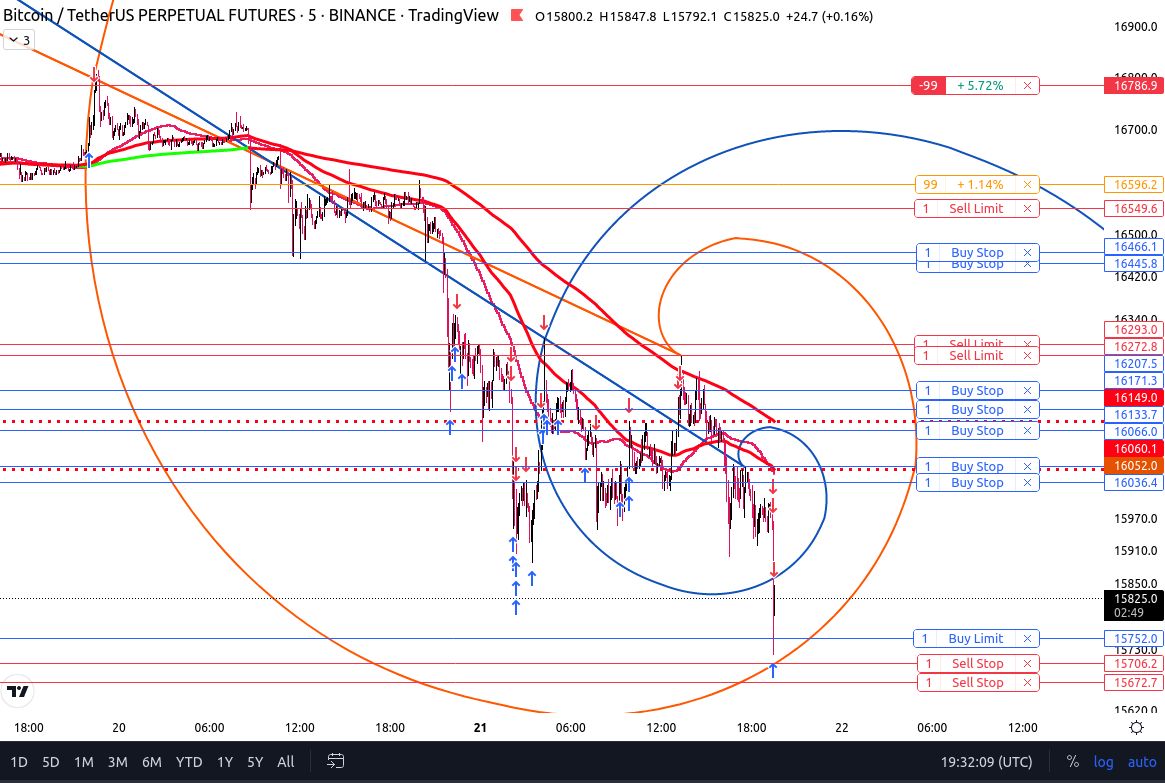 Bitcoin / TetherUS PERPETUAL FUTURES · 5 · BINANCE · TradingView O15800.2 H15847.8 L15792.1 C15825.0 +24.7 (+0.16%)
3
16900.0
16800.0
-99 + 5.72% × 16786.9
16700.0
99 + 1.14% × 16596.2
1 Sell Limit × 16549.6
16500.0
1 Buy Stop × 16466.1
1 Buy Stop × 16445.8
16420.0
16340.0
16293.0
1 Sell Limit × 16272.8
1 Sell Limit ×
16207.5
16171.3
1 Buy Stop × 16149.0
1 Buy Stop × 16133.7
1 Buy Stop × 16066.0
16060.1
1 Buy Stop × 16052.0
1 Buy Stop × 16036.4
15970.0
15910.0
15850.0
15825.0
02:49
1 Buy Limit × 15752.0
15730.0
1 Sell Stop × 15706.2
1 Sell Stop × 15672.7
15620.0
18:00 20 06:00 12:00 18:00 21 06:00 12:00 18:00 22 06:00 12:00
1D 5D 1M 3M 6M YTD 1Y 5Y All 19:32:09 (UTC) % log auto